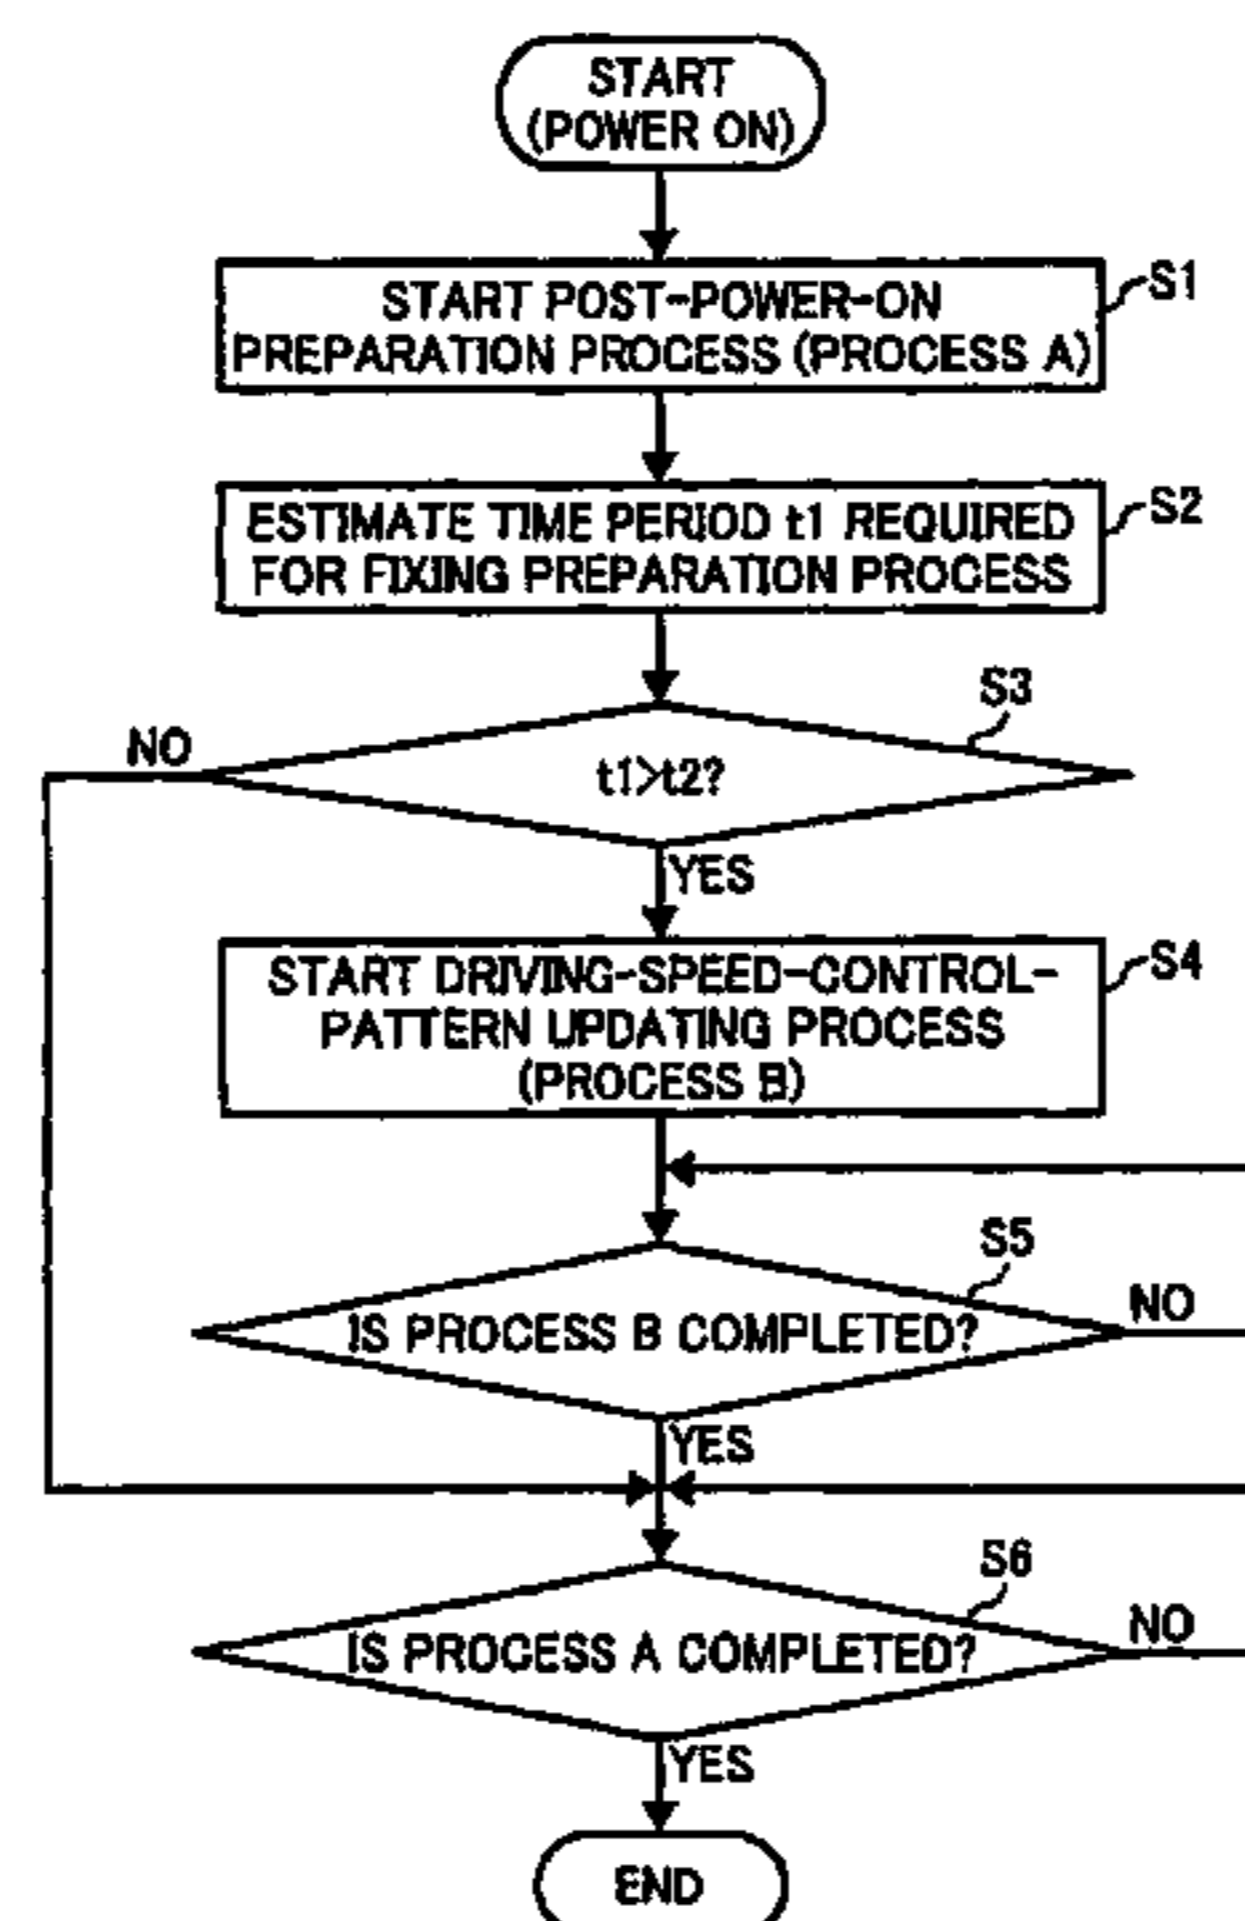 START
(POWER ON)
START POST-POWER-ON
PREPARATION PROCESS (PROCESS A)
S1
ESTIMATE TIME PERIOD t1 REQUIRED
FOR FIXING PREPARATION PROCESS
S2
S3
NO
t1>t2?
YES
START DRIVING-SPEED-CONTROL-
PATTERN UPDATING PROCESS
(PROCESS B)
S4
S5
IS PROCESS B COMPLETED?
NO
YES
S6
IS PROCESS A COMPLETED?
NO
YES
END